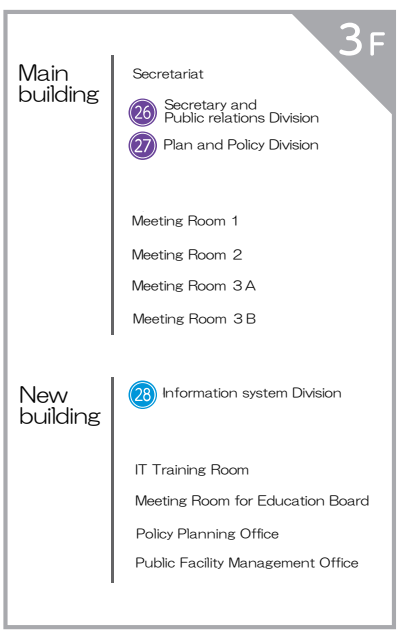 3F
Main
building
Secretariat
26 Secretary and
Public relations Division
27 Plan and Policy Division
Meeting Room 1
Meeting Room 2
Meeting Room 3A
Meeting Room 3B
New
building
28 Information system Division
IT Training Room
Meeting Room for Education Board
Policy Planning Office
Public Facility Management Office